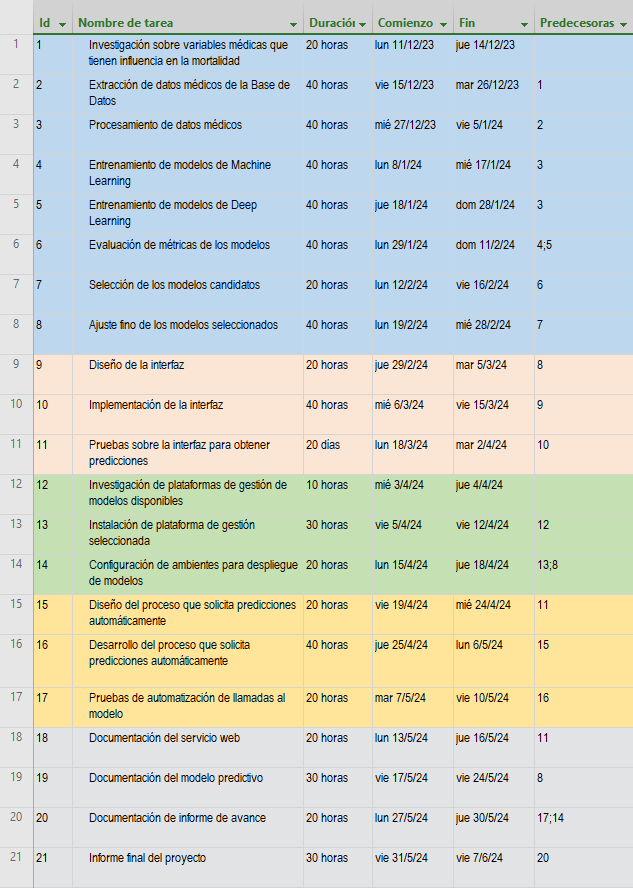 Id Nombre de tarea Duración Comienzo Fin Predecesoras
1 1 Investigación sobre variables médicas que 20 horas lun 11/12/23 jue 14/12/23
tienen influencia en la mortalidad
2 2 Extracción de datos médicos de la Base de 40 horas vie 15/12/23 mar 26/12/23 1
Datos
3 3 Procesamiento de datos médicos 40 horas mié 27/12/23 vie 5/1/24 2
4 4 Entrenamiento de modelos de Machine 40 horas lun 8/1/24 mié 17/1/24 3
Learning
5 5 Entrenamiento de modelos de Deep 40 horas jue 18/1/24 dom 28/1/24 3
Learning
6 6 Evaluación de métricas de los modelos 40 horas lun 29/1/24 dom 11/2/24 4;5
7 7 Selección de los modelos candidatos 20 horas lun 12/2/24 vie 16/2/24 6
8 8 Ajuste fino de los modelos seleccionados 40 horas lun 19/2/24 mié 28/2/24 7
9 9 Diseño de la interfaz 20 horas jue 29/2/24 mar 5/3/24 8
10 10 Implementación de la interfaz 40 horas mié 6/3/24 vie 15/3/24 9
11 11 Pruebas sobre la interfaz para obtener 20 días lun 18/3/24 mar 2/4/24 10
predicciones
12 12 Investigación de plataformas de gestión de 10 horas mié 3/4/24 jue 4/4/24
modelos disponibles
13 13 Instalación de plataforma de gestión 30 horas vie 5/4/24 vie 12/4/24 12
seleccionada
14 14 Configuración de ambientes para despliegue 20 horas lun 15/4/24 jue 18/4/24 13;8
de modelos
15 15 Diseño del proceso que solicita predicciones 20 horas vie 19/4/24 mié 24/4/24 11
automáticamente
16 16 Desarrollo del proceso que solicita 40 horas jue 25/4/24 lun 6/5/24 15
predicciones automáticamente
17 17 Pruebas de automatización de llamadas al 20 horas mar 7/5/24 vie 10/5/24 16
modelo
18 18 Documentación del servicio web 20 horas lun 13/5/24 jue 16/5/24 11
19 19 Documentación del modelo predictivo 30 horas vie 17/5/24 vie 24/5/24 8
20 20 Documentación de informe de avance 20 horas lun 27/5/24 jue 30/5/24 17;14
21 21 Informe final del proyecto 30 horas vie 31/5/24 vie 7/6/24 20